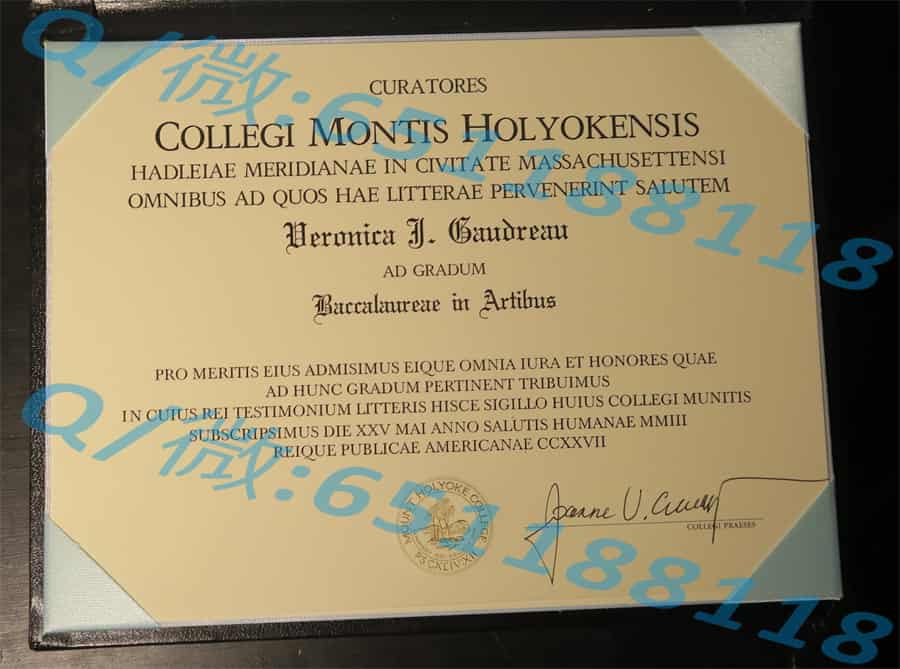 CURATORES
COLLEGI MONTIS HOLYOKENSIS
HADLEIAE MERIDIANAE IN CIVITATE MASSACHUSETTENSI
OMNIBUS AD QUOS HAE LITTERAE PERVENERINT SALUTEM
Veronica J. Gaudreau
AD GRADUM
Baccalaureae in Artibus
PRO MERITIS EIUS ADMISIMUS EIQUE OMNIA IURA ET HONORES QUAE
AD HUNC GRADUM PERTINENT TRIBUIMUS
IN CUIUS REI TESTIMONIUM LITTERIS HISCE SIGILLO HUIUS COLLEGI MUNITIS
SUBSCRIPSIMUS DIE XXV MAI ANNO SALUTIS HUMANAE MMIII
REIQUE PUBLICAE AMERICANAE CCXXVII
MOUNT HOLYOKE COLLEGE
Joanne V.
COLLEGI PRAESES
Q/微:651188118
Q/微:651188118